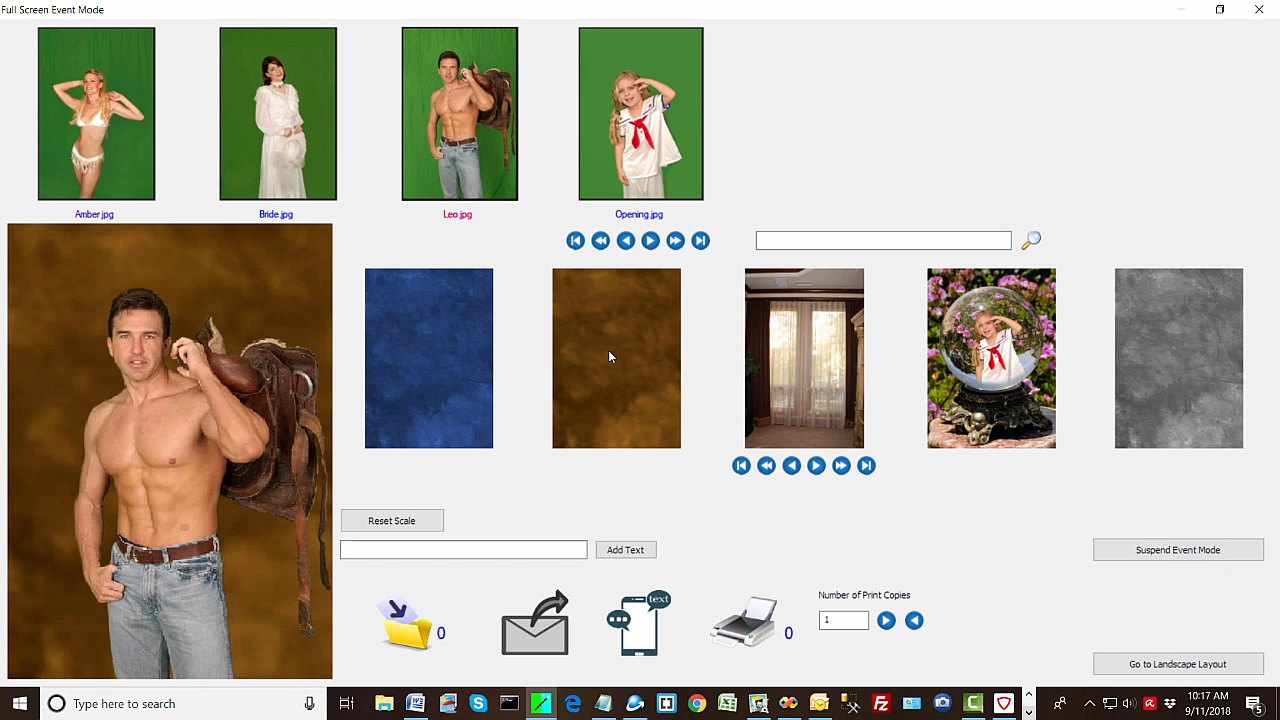 Full Screen Event Mode
Amber.jpg
Bride.jpg
Leo.jpg
Opening.jpg
Reset Scale
Add Text
Suspend Event Mode
text
0
0
Number of Print Copies
1
Go to Landscape Layout
Type here to search
10:17 AM
9/11/2018
5